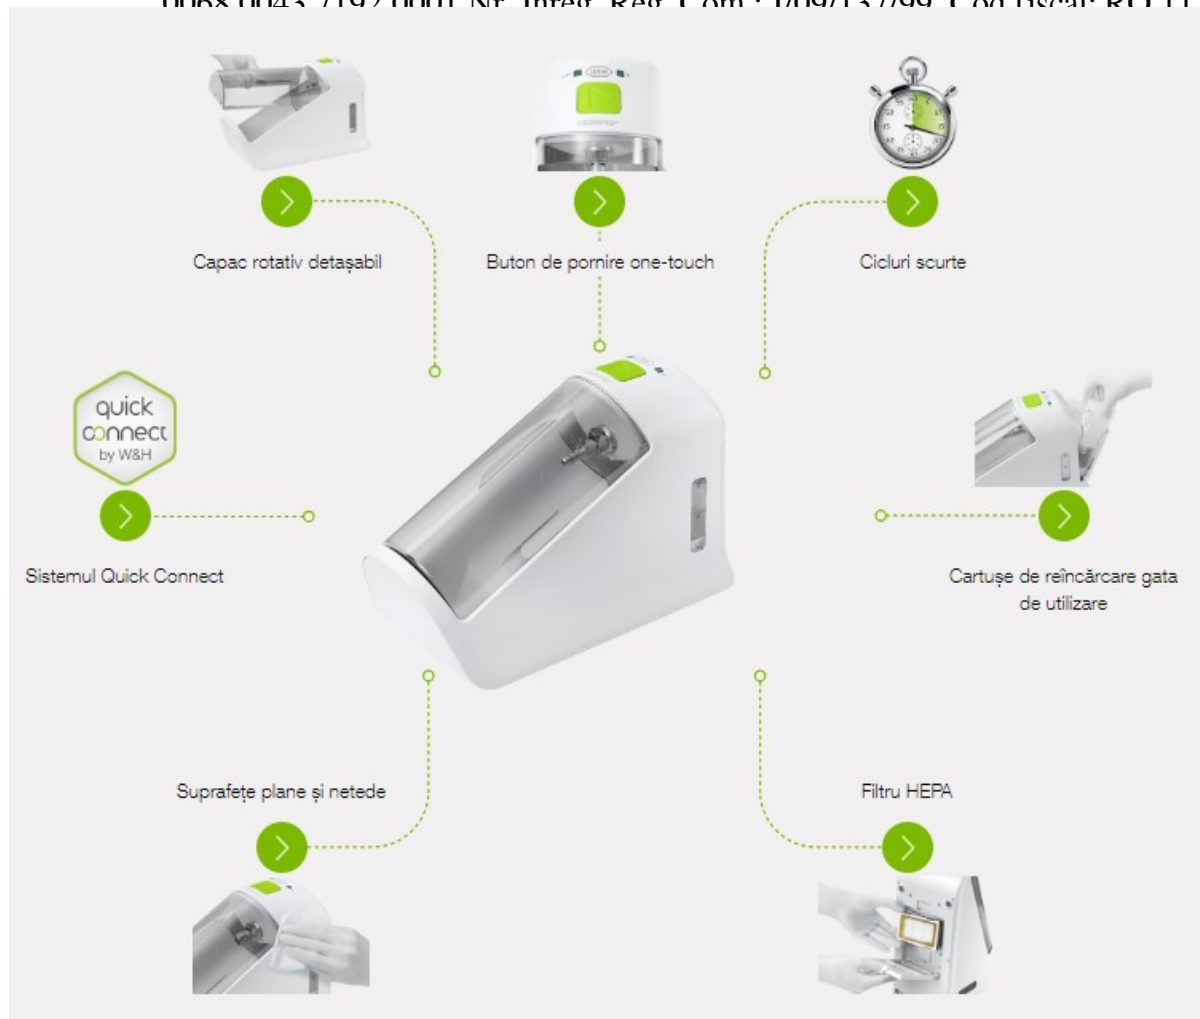 Capac rotativ detașabil
Buton de pornire one-touch
Cicluri scurte
quick
connect
by W&H
Sistemul Quick Connect
Cartușe de reîncărcare gata
de utilizare
Suprafețe plane și netede
Filtru HEPA